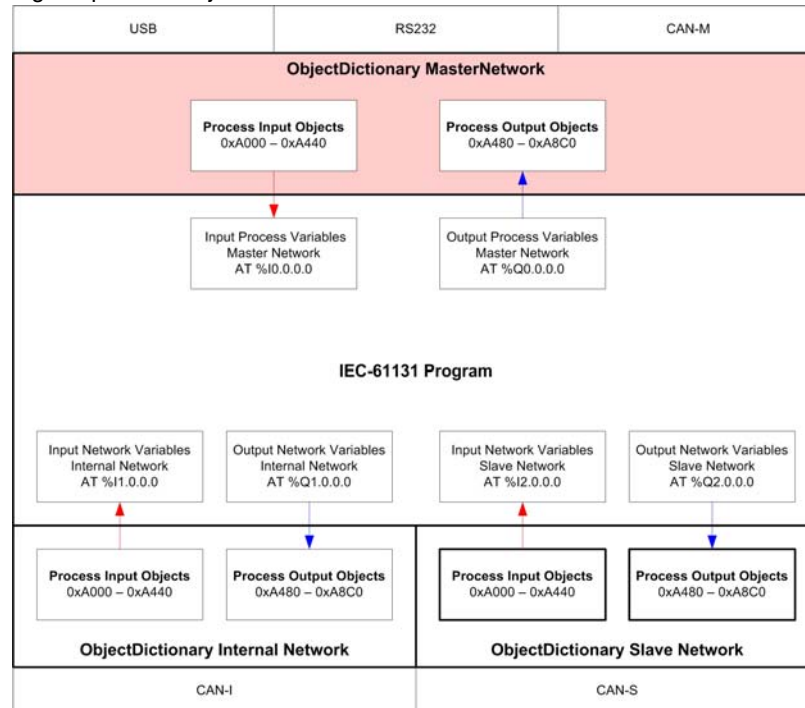 USB
RS232
CAN-M
ObjectDictionary MasterNetwork
Process Input Objects
0xA000 – 0xA440
Process Output Objects
0xA480 – 0xA8C0
Input Process Variables
Master Network
AT %I0.0.0.0
Output Process Variables
Master Network
AT %Q0.0.0.0
IEC-61131 Program
Input Network Variables
Internal Network
AT %I1.0.0.0
Output Network Variables
Internal Network
AT %Q1.0.0.0
Input Network Variables
Slave Network
AT %I2.0.0.0
Output Network Variables
Slave Network
AT %Q2.0.0.0
Process Input Objects
0xA000 – 0xA440
Process Output Objects
0xA480 – 0xA8C0
Process Input Objects
0xA000 – 0xA440
Process Output Objects
0xA480 – 0xA8C0
ObjectDictionary Internal Network
ObjectDictionary Slave Network
CAN-I
CAN-S